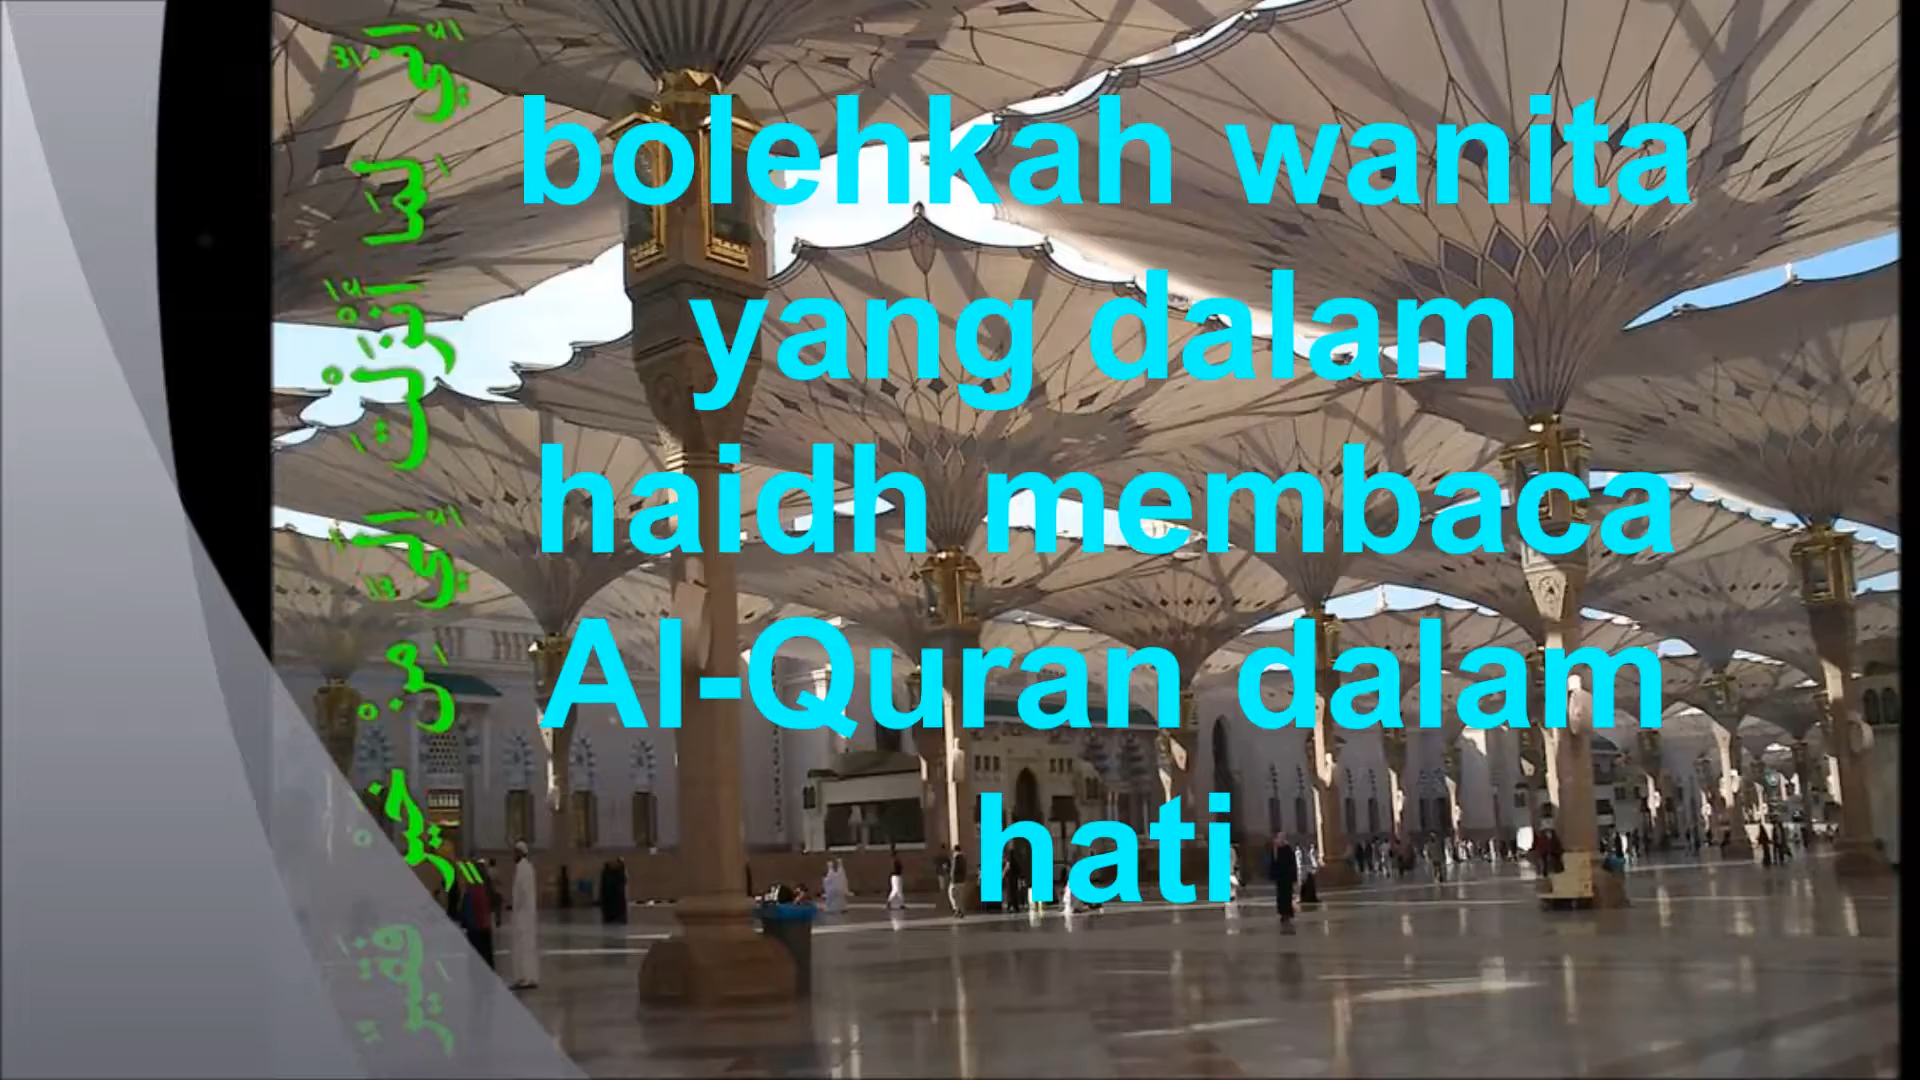 bolehkah wanita
yang dalam
haidh membaca
Al-Quran dalam
hati
إِنِّي لِمَا أَنْزَلْتَ إِلَيَّ مِنْ خَيْرٍ فَقِيْرٌ